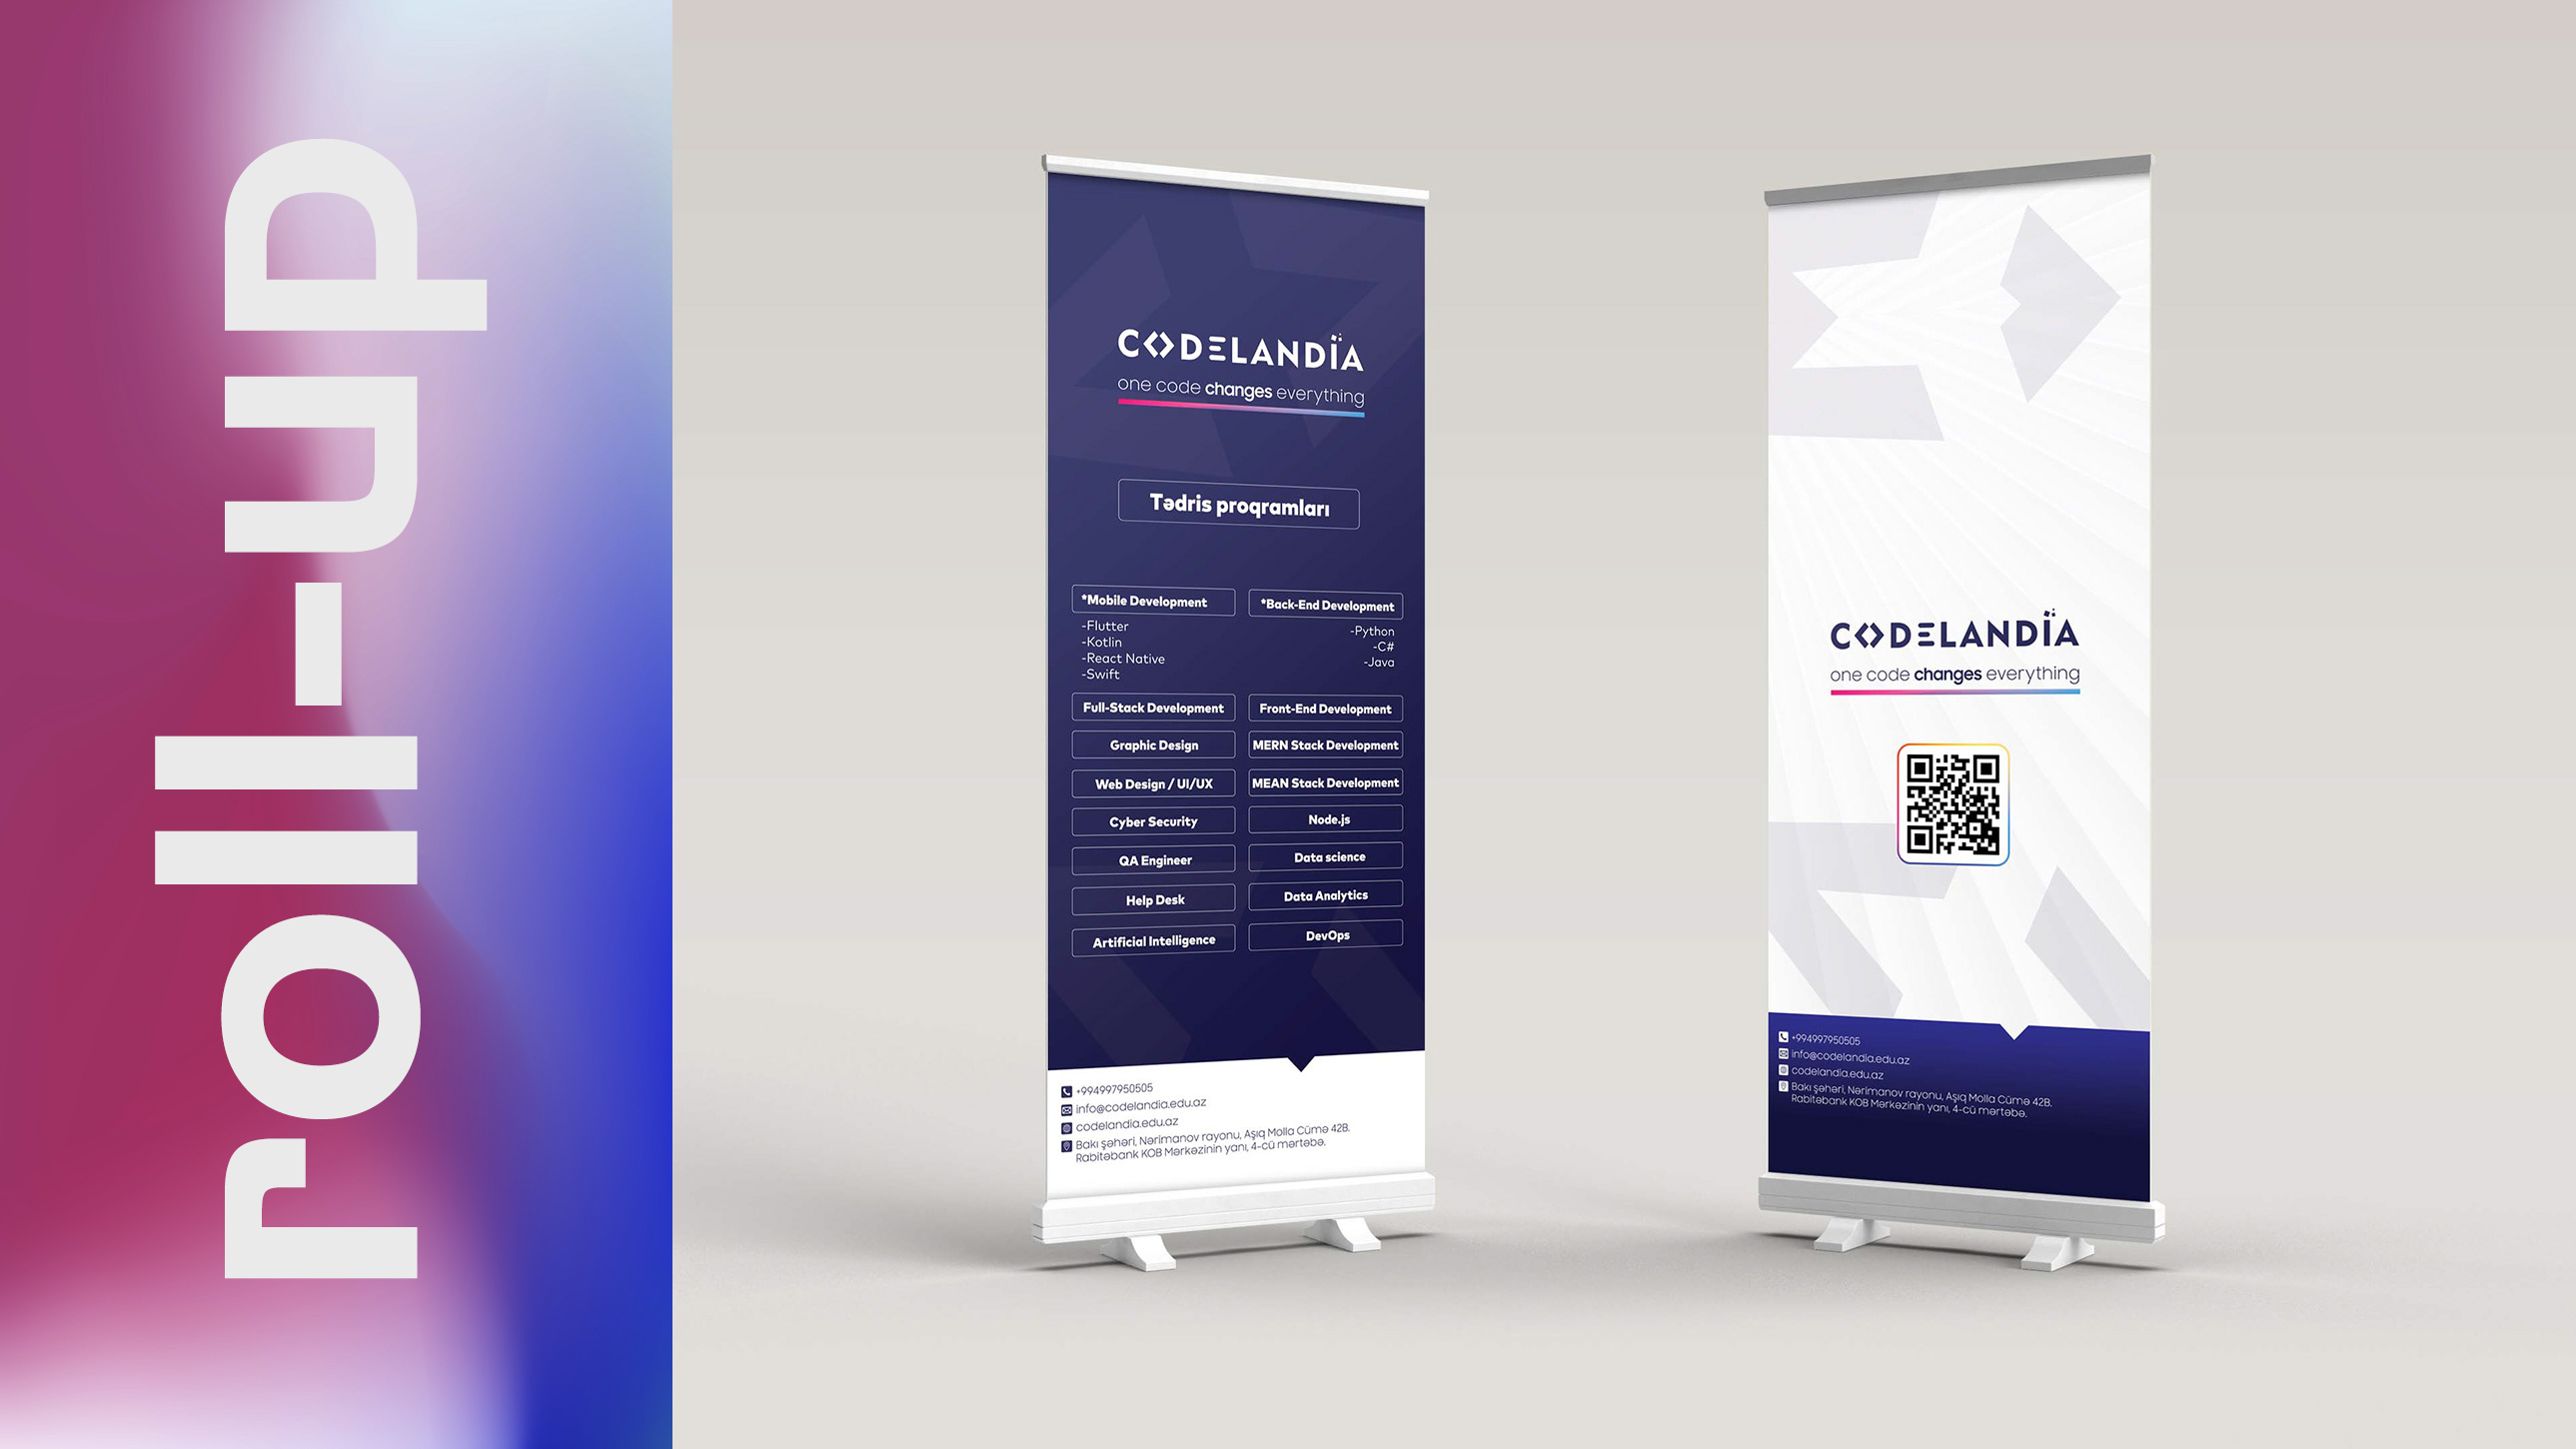 roll-up
CODELANDİA
one code changes everything
Tədris proqramları
*Mobile Development
-Flutter
-Kotlin
-React Native
-Swift
*Back-End Development
-Python
-C#
-Java
Full-Stack Development
Front-End Development
Graphic Design
MERN Stack Development
Web Design / UI/UX
MEAN Stack Development
Cyber Security
Node.js
QA Engineer
Data science
Help Desk
Data Analytics
Artificial Intelligence
DevOps
+994997950505
info@codelandia.edu.az
codelandia.edu.az
Bakı şəhəri, Nərimanov rayonu, Aşıq Molla Cümə 42B.
Rabitəbank KOB Mərkəzinin yanı, 4-cü mərtəbə.
CODELANDİA
one code changes everything
+994997950505
info@codelandia.edu.az
codelandia.edu.az
Bakı şəhəri, Nərimanov rayonu, Aşıq Molla Cümə 42B.
Rabitəbank KOB Mərkəzinin yanı, 4-cü mərtəbə.